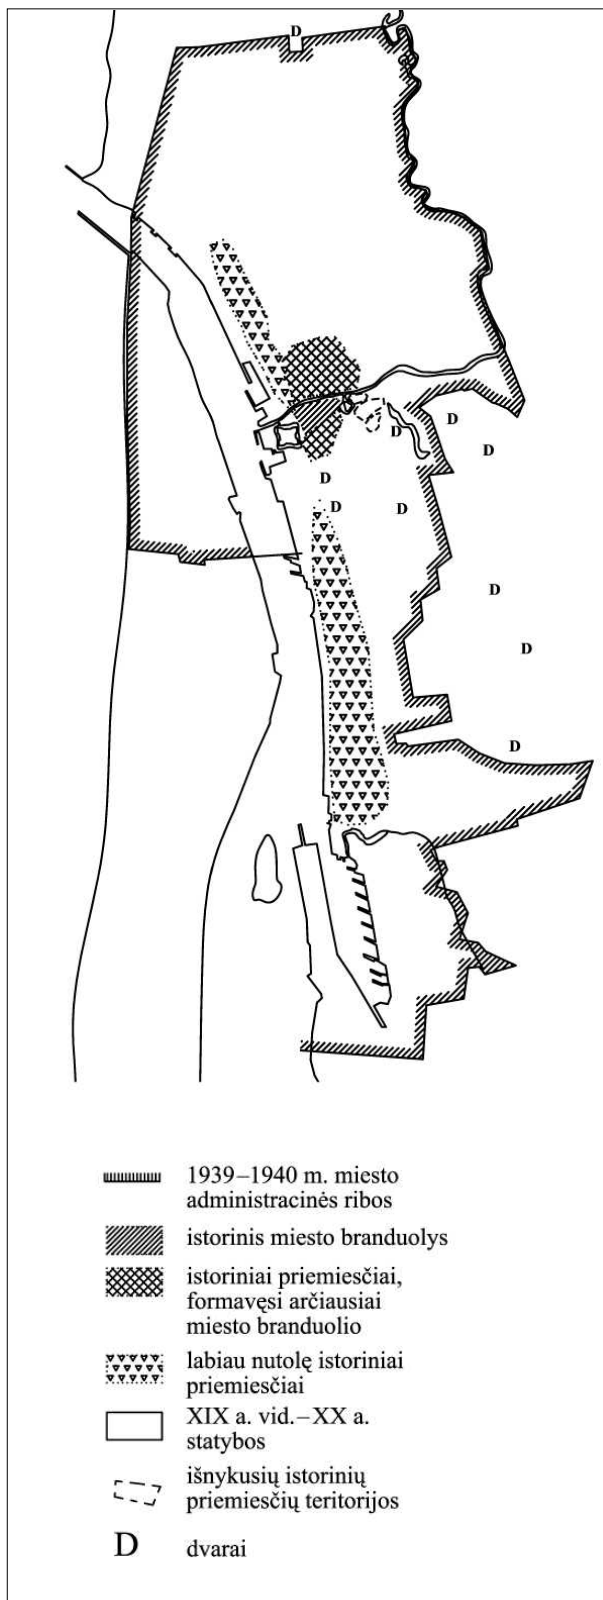 D
D
D
D
D
D
D
D
D
D
D
1939–1940 m. miesto
administracinės ribos
istorinis miesto branduolys
istoriniai priemiesčiai,
formavęsi arčiausiai
miesto branduolio
labiau nutolę istoriniai
priemiesčiai
XIX a. vid.–XX a.
statybos
išnykusių istorinių
priemiesčių teritorijos
D dvarai